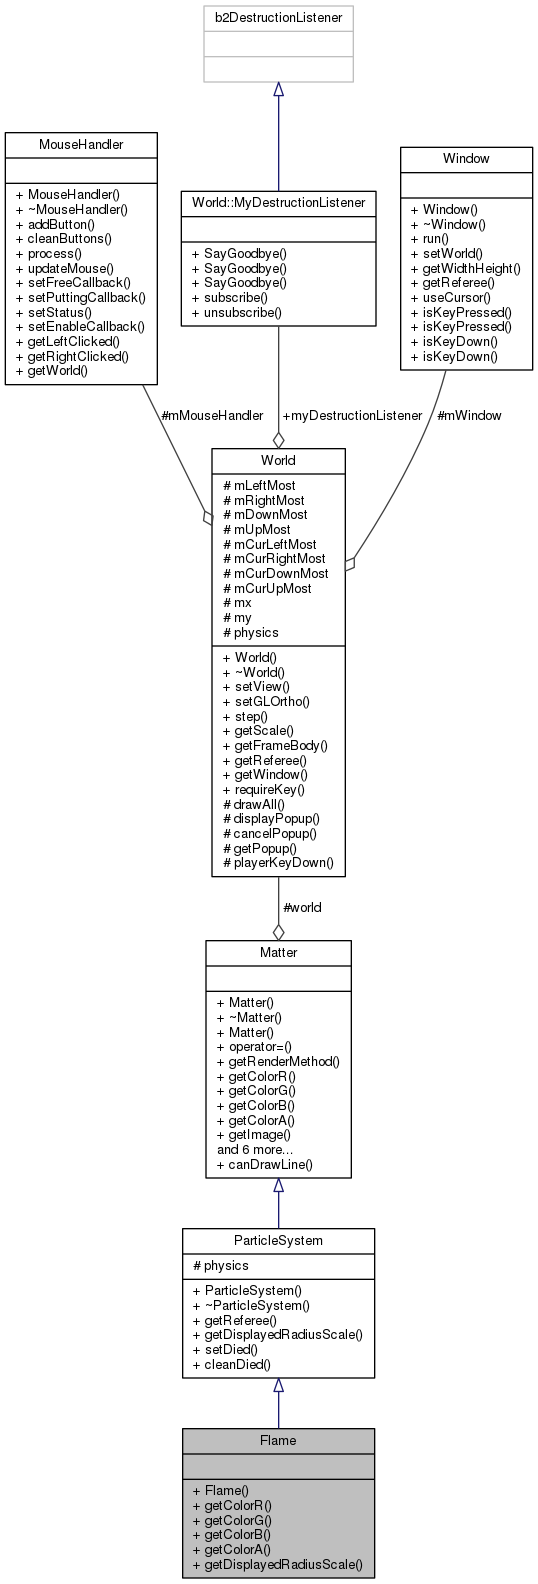 b2DestructionListener
MouseHandler
+ MouseHandler()
+ ~MouseHandler()
+ addButton()
+ cleanButtons()
+ process()
+ updateMouse()
+ setFreeCallback()
+ setPuttingCallback()
+ setStatus()
+ setEnableCallback()
+ getLeftClicked()
+ getRightClicked()
+ getWorld()
World::MyDestructionListener
+ SayGoodbye()
+ SayGoodbye()
+ SayGoodbye()
+ subscribe()
+ unsubscribe()
Window
+ Window()
+ ~Window()
+ run()
+ setWorld()
+ getWidthHeight()
+ getReferee()
+ useCursor()
+ isKeyPressed()
+ isKeyPressed()
+ isKeyDown()
+ isKeyDown()
#mMouseHandler
+myDestructionListener
#mWindow
World
# mLeftMost
# mRightMost
# mDownMost
# mUpMost
# mCurLeftMost
# mCurRightMost
# mCurDownMost
# mCurUpMost
# mx
# my
# physics
+ World()
+ ~World()
+ setView()
+ setGLOrtho()
+ step()
+ getScale()
+ getFrameBody()
+ getReferee()
+ getWindow()
+ requireKey()
# drawAll()
# displayPopup()
# cancelPopup()
# getPopup()
# playerKeyDown()
#world
Matter
+ Matter()
+ ~Matter()
+ Matter()
+ operator=()
+ getRenderMethod()
+ getColorR()
+ getColorG()
+ getColorB()
+ getColorA()
+ getImage()
and 6 more...
+ canDrawLine()
ParticleSystem
# physics
+ ParticleSystem()
+ ~ParticleSystem()
+ getReferee()
+ getDisplayedRadiusScale()
+ setDied()
+ cleanDied()
Flame
+ Flame()
+ getColorR()
+ getColorG()
+ getColorB()
+ getColorA()
+ getDisplayedRadiusScale()